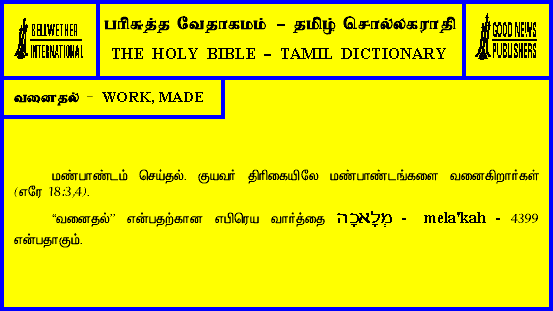 BELLWETHER
INTERNATIONAL
பரிசுத்த வேதாகமம் – தமிழ் சொல்லகராதி
THE HOLY BIBLE – TAMIL DICTIONARY
GOOD NEWS
PUBLISHERS
வனைதல் – WORK, MADE
மண்பாண்டம் செய்தல். குயவர் திரிகையிலே மண்பாண்டங்களை வனைகிறார்கள்
(எரே 18:3,4).
“வனைதல்” என்பதற்கான எபிரெய வார்த்தை מְלָאכָה - mela'kah - 4399
என்பதாகும்.